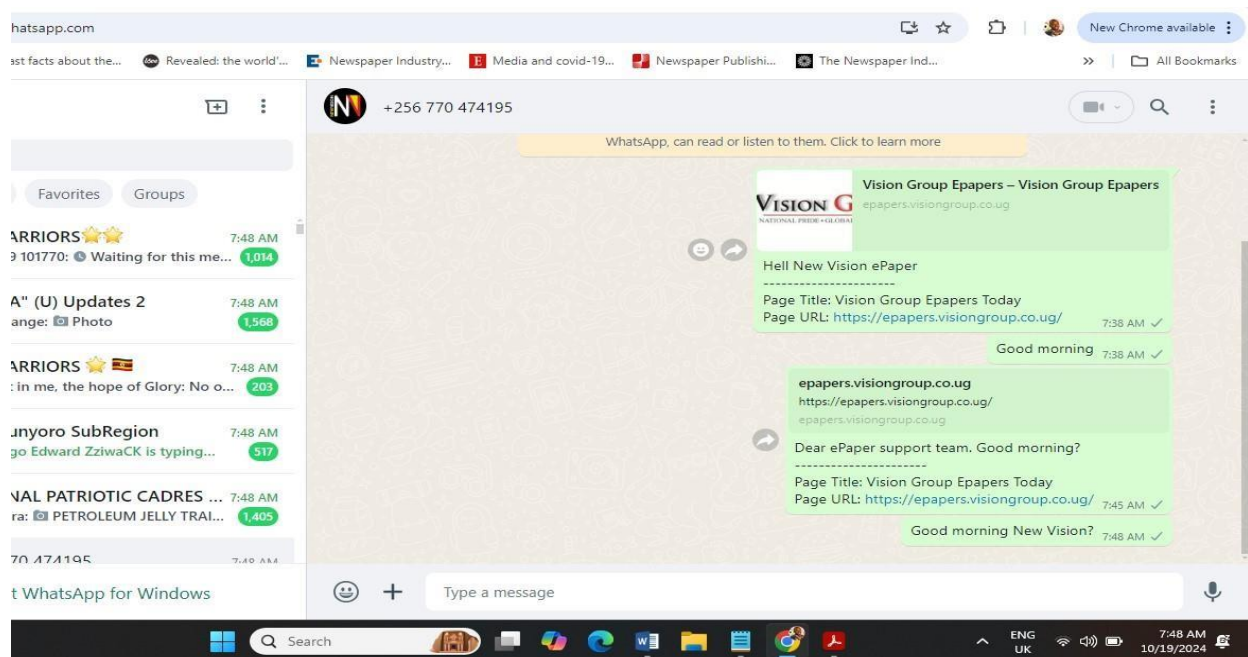 hatsapp.com
New Chrome available
ast facts about the...
Revealed: the world'...
Newspaper Industry...
Media and covid-19...
Newspaper Publishi...
The Newspaper Ind...
All Bookmarks
+256 770 474195
WhatsApp, can read or listen to them. Click to learn more
Favorites
Groups
ARRIORS🌟🌟
7:48 AM
9 101770: Waiting for this me...
1,014
A" (U) Updates 2
7:48 AM
ange: Photo
1,568
ARRIORS 🌟 🇺🇬
7:48 AM
t in me, the hope of Glory: No o...
203
unyoro SubRegion
7:48 AM
go Edward ZziwaCK is typing...
517
NAL PATRIOTIC CADRES ...
7:48 AM
ra: PETROLEUM JELLY TRAI...
1,405
70 474195
7:48 AM
t WhatsApp for Windows
VISION G
NATIONAL PRIDE • GLOBAL
Vision Group Epapers – Vision Group Epapers
epapers.visiongroup.co.ug
Hell New Vision ePaper
----------------------
Page Title: Vision Group Epapers Today
Page URL: https://epapers.visiongroup.co.ug/
7:38 AM
Good morning
7:38 AM
epapers.visiongroup.co.ug
https://epapers.visiongroup.co.ug/
epapers.visiongroup.co.ug
Dear ePaper support team. Good morning?
----------------------
Page Title: Vision Group Epapers Today
Page URL: https://epapers.visiongroup.co.ug/
7:45 AM
Good morning New Vision?
7:48 AM
Type a message
Search
ENG
UK
7:48 AM
10/19/2024